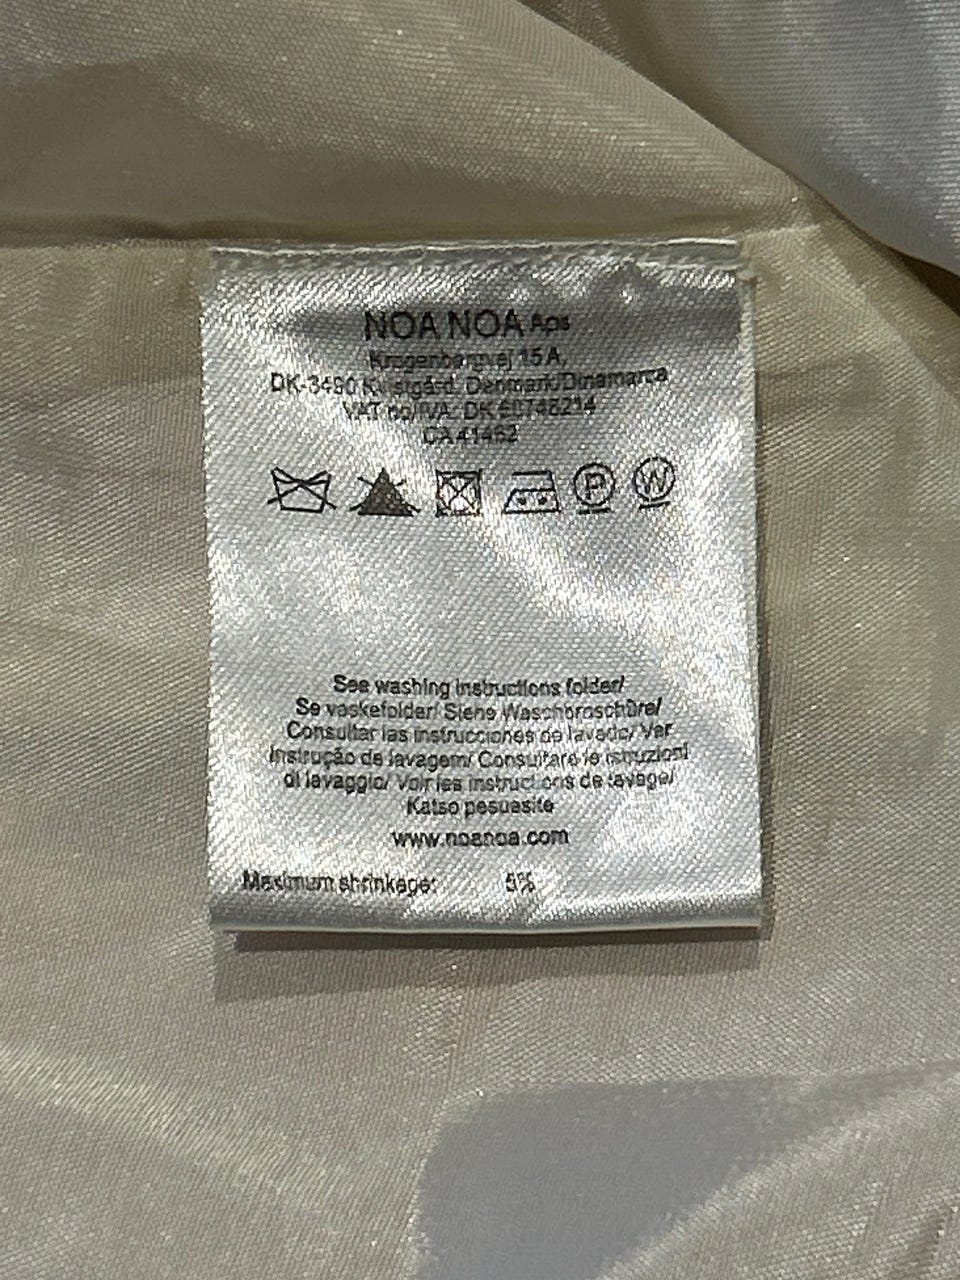 NOA NOA Aps
Krogenbergvej 15A,
DK-3490 Kvistgård. Denmark/Dinamarca
VAT no/IVA: DK
CA 41462
P W
See washing instructions folder/
Se vaskefolder/ Siehe Waschbroschüre/
Consultar las instrucciones de lavado/ Ver
instrução de lavagem/ Consultare le istruzioni
di lavaggio/ Voir les instructions de lavage/
Katso pesuesite
www.noanoa.com
Maximum shrinkage: 5%